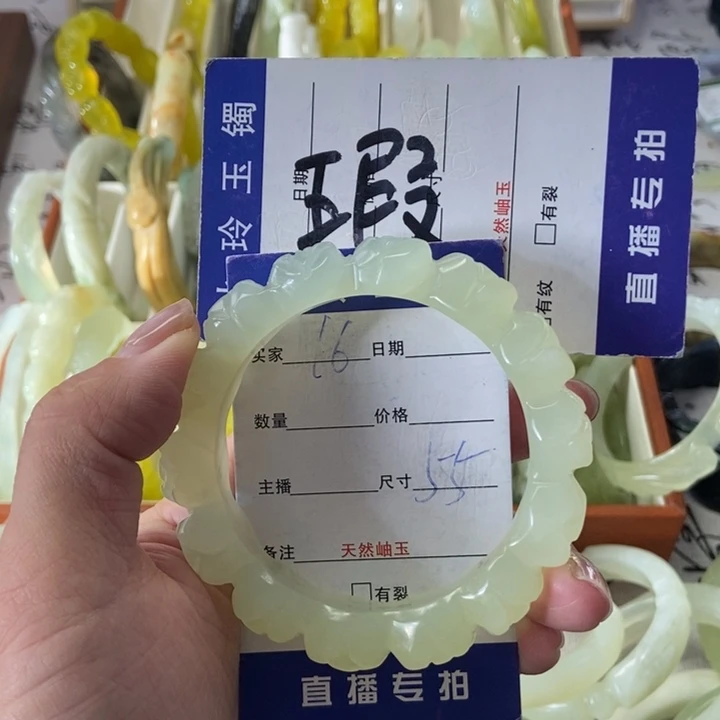 玲玉镯
日期
瑕
天然岫玉
有裂
有纹
直播专拍
买家 16 日期
数量 价格
主播 尺寸 55
备注 天然岫玉
有裂
直播专拍